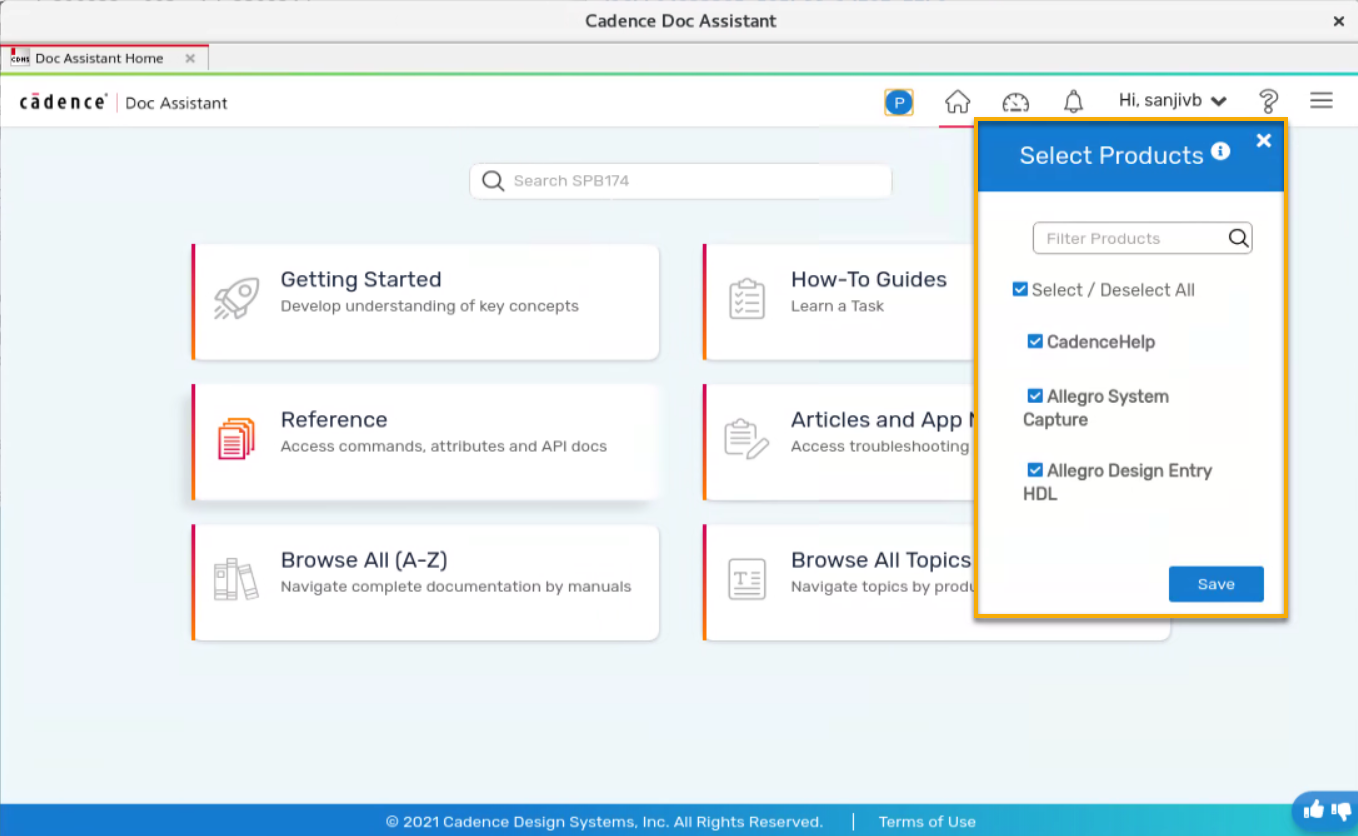 Cadence Doc Assistant
CDNS Doc Assistant Home
cādence Doc Assistant
P
Hi, sanjivb
Select Products
Search SPB174
Filter Products
Select / Deselect All
CadenceHelp
Allegro System
Capture
Allegro Design Entry
HDL
Save
Getting Started
Develop understanding of key concepts
How-To Guides
Learn a Task
Reference
Access commands, attributes and API docs
Articles and App
Access troubleshooting
Browse All (A-Z)
Navigate complete documentation by manuals
Browse All Topics
Navigate topics by
© 2021 Cadence Design Systems, Inc. All Rights Reserved. | Terms of Use